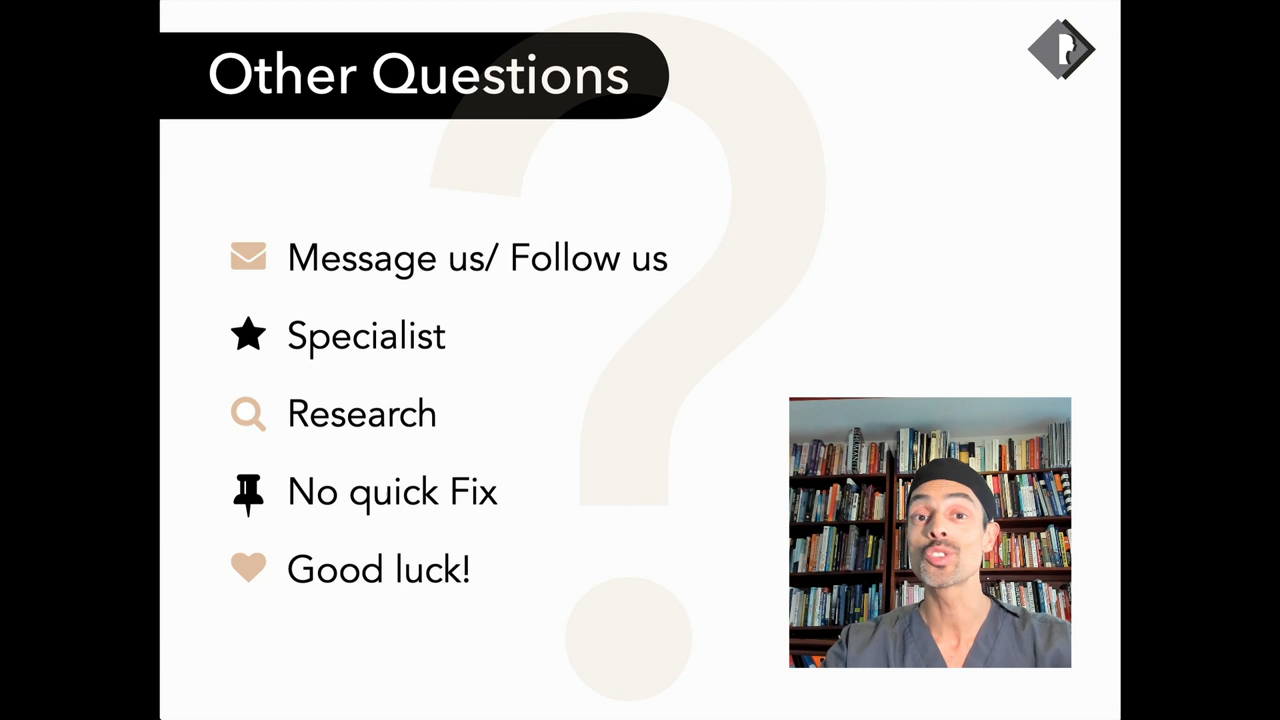 Other Questions
Message us/ Follow us
Specialist
Research
No quick Fix
Good luck!